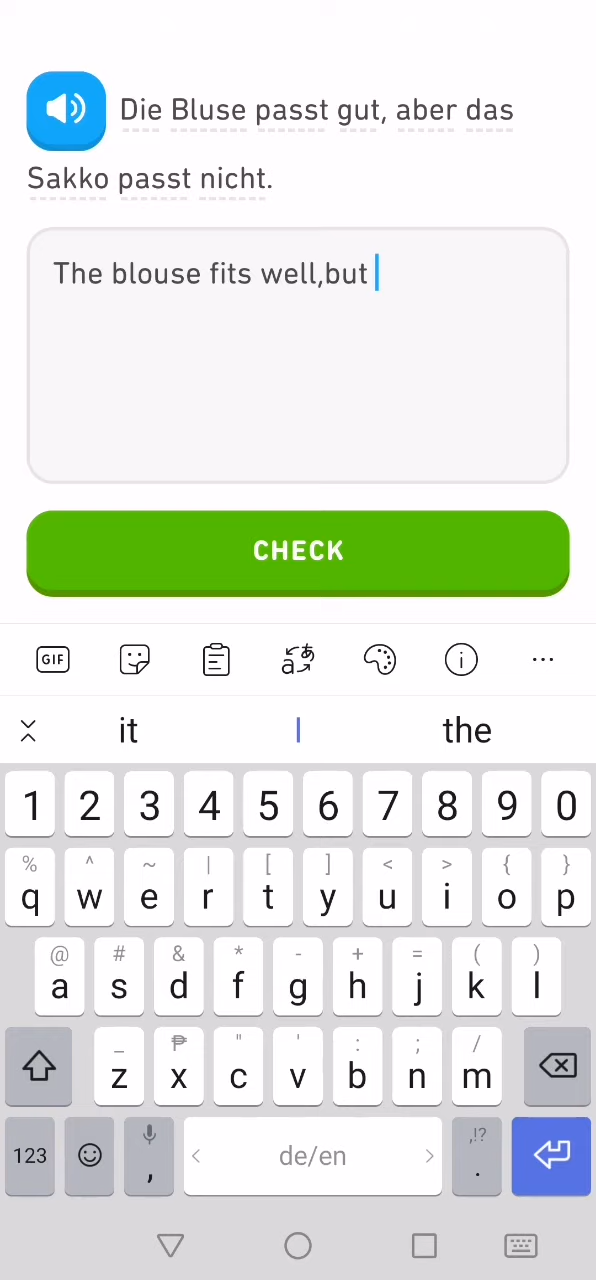 Die Bluse passt gut, aber das
Sakko passt nicht.
The blouse fits well,but
CHECK
GIF
it I the
1 2 3 4 5 6 7 8 9 0
% ^ ~ | [ ] < > { }
q w e r t y u i o p
@ # & * - + = ( )
a s d f g h j k l
_ ₱ " ' : ; /
z x c v b n m
,!?
123 , de/en .